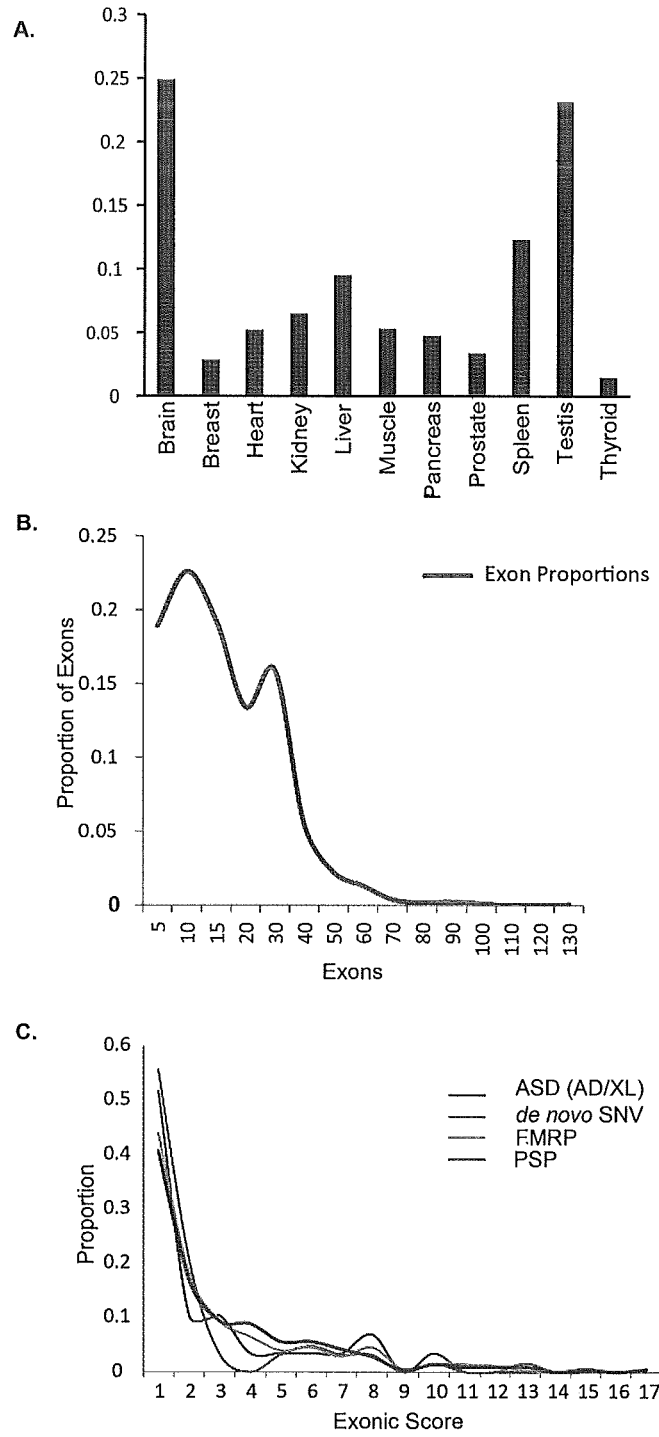 A.
0.3
0.25
0.2
0.15
0.1
0.05
0
Brain
Breast
Heart
Kidney
Liver
Muscle
Pancreas
Prostate
Spleen
Testis
Thyroid
B.
0.25
0.2
0.15
0.1
0.05
0
Proportion of Exons
Exon Proportions
5 10 15 20 30 40 50 60 70 80 90 100 110 120 130
Exons
C.
0.6
0.5
0.4
0.3
0.2
0.1
0
Proportion
ASD (AD/XL)
de novo SNV
FMRP
PSP
1 2 3 4 5 6 7 8 9 10 11 12 13 14 15 16 17
Exonic Score